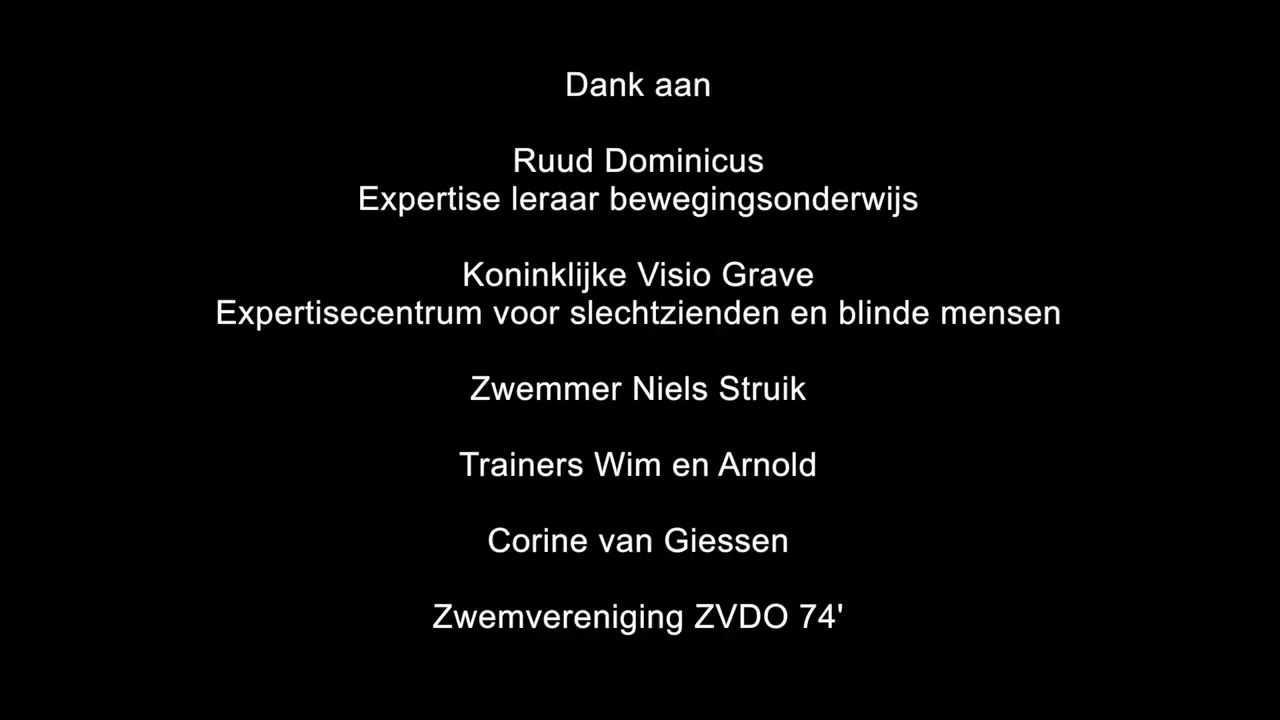 Dank aan
Ruud Dominicus
Expertise leraar bewegingsonderwijs
Koninklijke Visio Grave
Expertisecentrum voor slechtzienden en blinde mensen
Zwemmer Niels Struik
Trainers Wim en Arnold
Corine van Giessen
Zwemvereniging ZVDO 74'